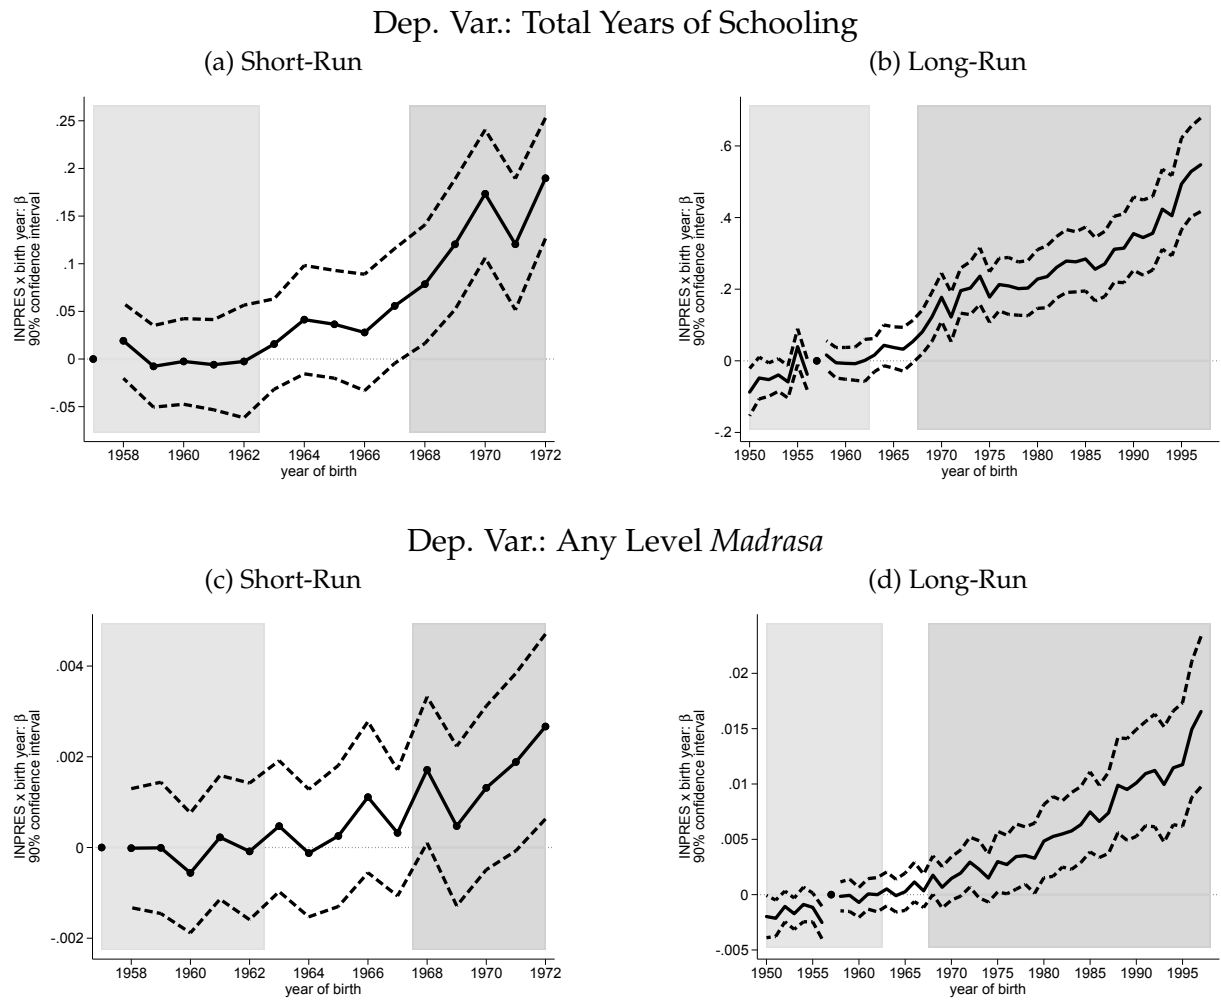 Dep. Var.: Total Years of Schooling
(a) Short-Run
INPRES x birth year: β
90% confidence interval
.25
.2
.15
.1
.05
0
-.05
1958 1960 1962 1964 1966 1968 1970 1972
year of birth
(b) Long-Run
INPRES x birth year: β
90% confidence interval
.6
.4
.2
0
-.2
1950 1955 1960 1965 1970 1975 1980 1985 1990 1995
year of birth
Dep. Var.: Any Level Madrasa
(c) Short-Run
INPRES x birth year: β
90% confidence interval
.004
.002
0
-.002
1958 1960 1962 1964 1966 1968 1970 1972
year of birth
(d) Long-Run
INPRES x birth year: β
90% confidence interval
.02
.015
.01
.005
0
-.005
1950 1955 1960 1965 1970 1975 1980 1985 1990 1995
year of birth